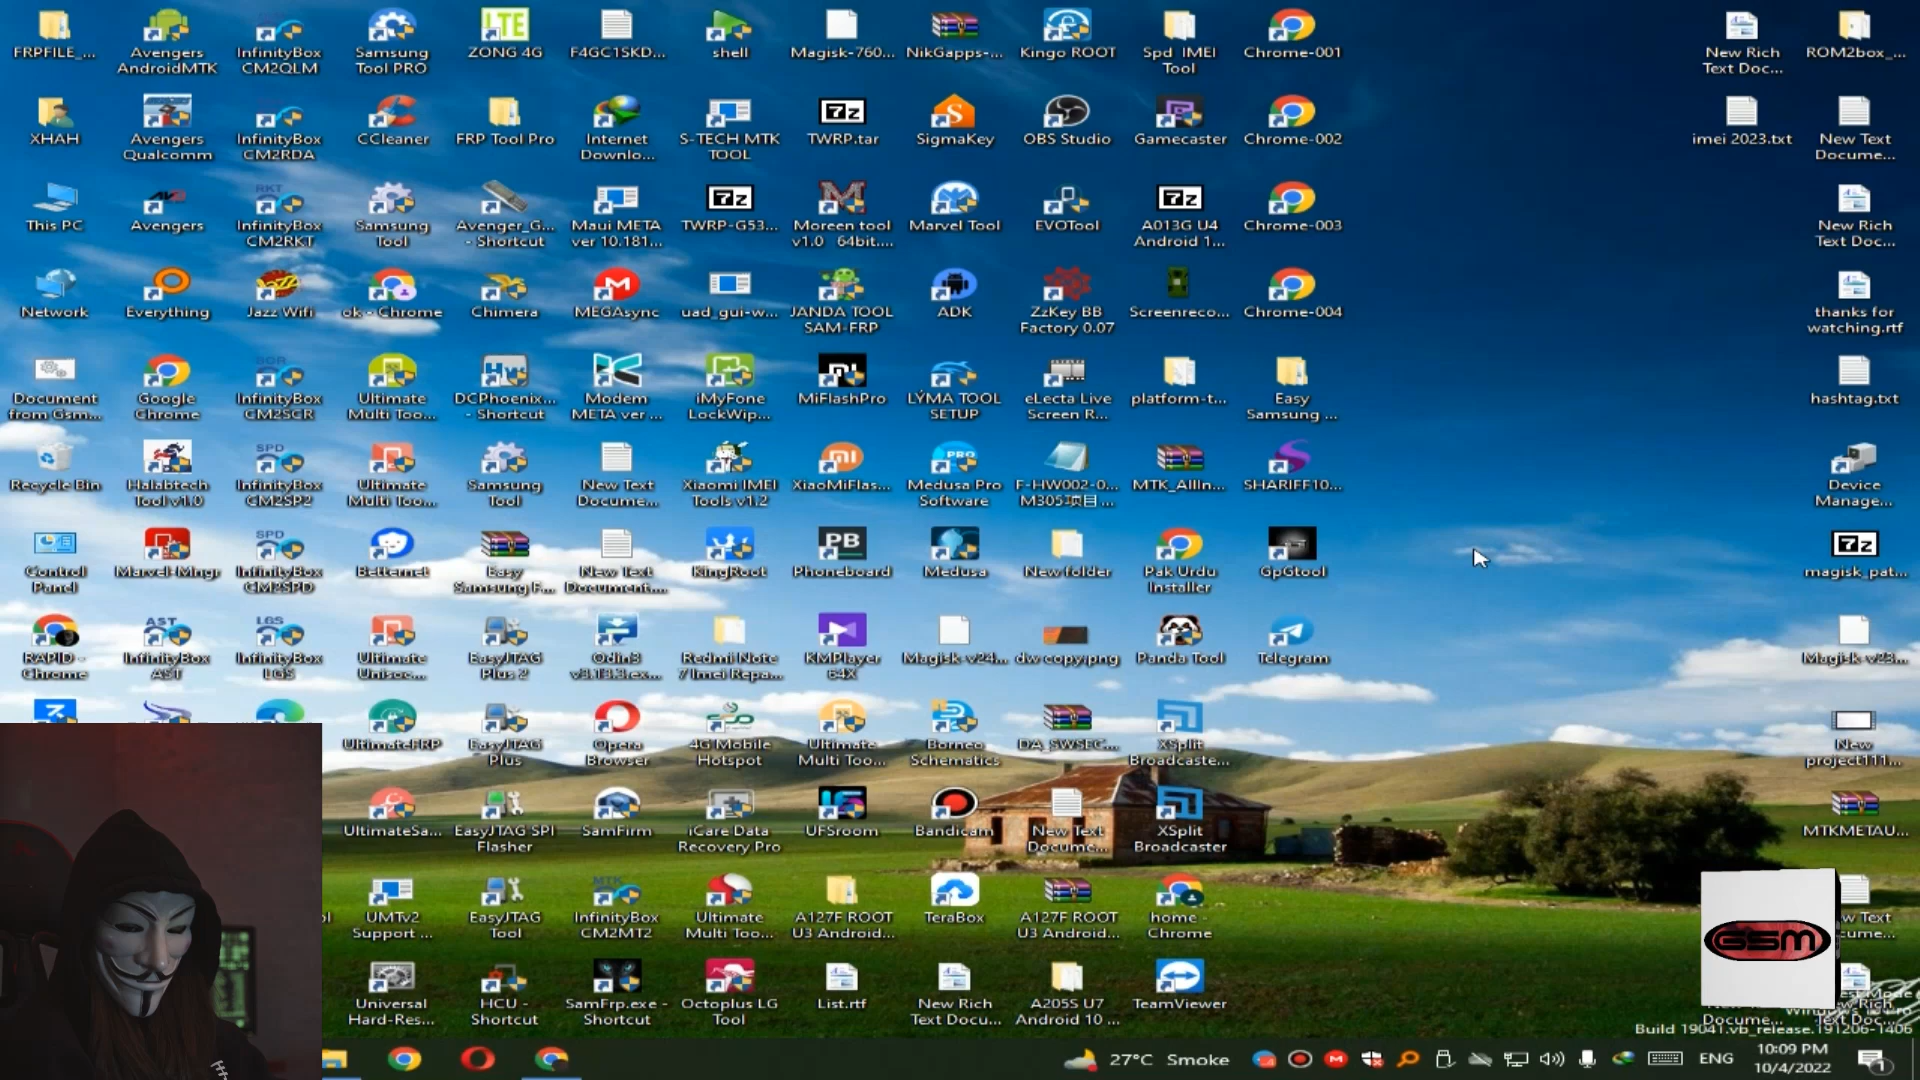 FRPFILE_...
Avengers
AndroidMTK
InfinityBox
CM2QLM
Samsung
Tool PRO
ZONG 4G
F4GC1SKD...
shell
Magisk-760...
NikGapps-...
Kingo ROOT
Spd IMEI
Tool
Chrome-001
New Rich
Text Doc...
ROM2box_...
XHAH
Avengers
Qualcomm
InfinityBox
CM2RDA
CCleaner
FRP Tool Pro
Internet
Downlo...
S-TECH MTK
TOOL
TWRP.tar
SigmaKey
OBS Studio
Gamecaster
Chrome-002
imei 2023.txt
New Text
Docume...
This PC
Avengers
InfinityBox
CM2RKT
Samsung
Tool
Avenger_G...
- Shortcut
Maui META
ver 10.181...
TWRP-G53...
Moreen tool
v1.0 64bit....
Marvel Tool
EVOTool
A013G U4
Android 1...
Chrome-003
New Rich
Text Doc...
Network
Everything
Jazz Wifi
ok - Chrome
Chimera
MEGAsync
uad_gui-w...
JANDA TOOL
SAM-FRP
ADK
ZzKey BB
Factory 0.07
Screenreco...
Chrome-004
thanks for
watching.rtf
Document
from Gsm...
Google
Chrome
InfinityBox
CM2SCR
Ultimate
Multi Too...
DCPhoenix...
- Shortcut
Modem
META ver ...
iMyFone
LockWip...
MiFlashPro
LÝMA TOOL
SETUP
eLecta Live
Screen R...
platform-t...
Easy
Samsung ...
hashtag.txt
Recycle Bin
Halabtech
Tool v1.0
InfinityBox
CM2SP2
Ultimate
Multi Too...
Samsung
Tool
New Text
Docume...
Xiaomi IMEI
Tools v1.2
XiaoMiFlas...
Medusa Pro
Software
F-HW002-0...
M305项目...
MTK_AllIn...
SHARIFF10...
Device
Manage...
Control
Panel
Marvel-Mngr
InfinityBox
CM2SPD
Betternet
Easy
Samsung F...
New Text
Document....
KingRoot
Phoneboard
Medusa
New folder
Pak Urdu
Installer
GpGtool
magisk_pat...
RAPID -
Chrome
InfinityBox
AST
InfinityBox
LGS
Ultimate
Unisoc...
EasyJTAG
Plus 2
Odin3
v3.13.3.ex...
Redmi Note
7 Imei Repa...
KMPlayer
64X
Magisk-v24...
dw copy.png
Panda Tool
Telegram
Magisk-v23...
UltimateFRP
EasyJTAG
Plus
Opera
Browser
4G Mobile
Hotspot
Ultimate
Multi Too...
Borneo
Schematics
DA_SWSEC...
XSplit
Broadcaste...
New
project111...
UltimateSa...
EasyJTAG SPI
Flasher
SamFirm
iCare Data
Recovery Pro
UFSroom
Bandicam
New Text
Docume...
XSplit
Broadcaster
MTKMETAU...
UMTv2
Support ...
EasyJTAG
Tool
InfinityBox
CM2MT2
Ultimate
Multi Too...
A127F ROOT
U3 Android...
TeraBox
A127F ROOT
U3 Android...
home -
Chrome
GSM
Universal
Hard-Res...
HCU -
Shortcut
SamFrp.exe -
Shortcut
Octoplus LG
Tool
List.rtf
New Rich
Text Docu...
A205S U7
Android 10 ...
TeamViewer
Build 19041.vb_release.191206-1406
27°C Smoke
ENG
10:09 PM
10/4/2022